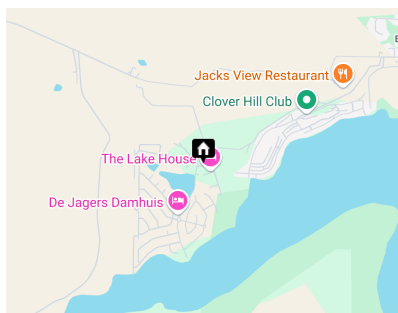 Jacks View Restaurant
Clover Hill Club
The Lake House
De Jagers Damhuis